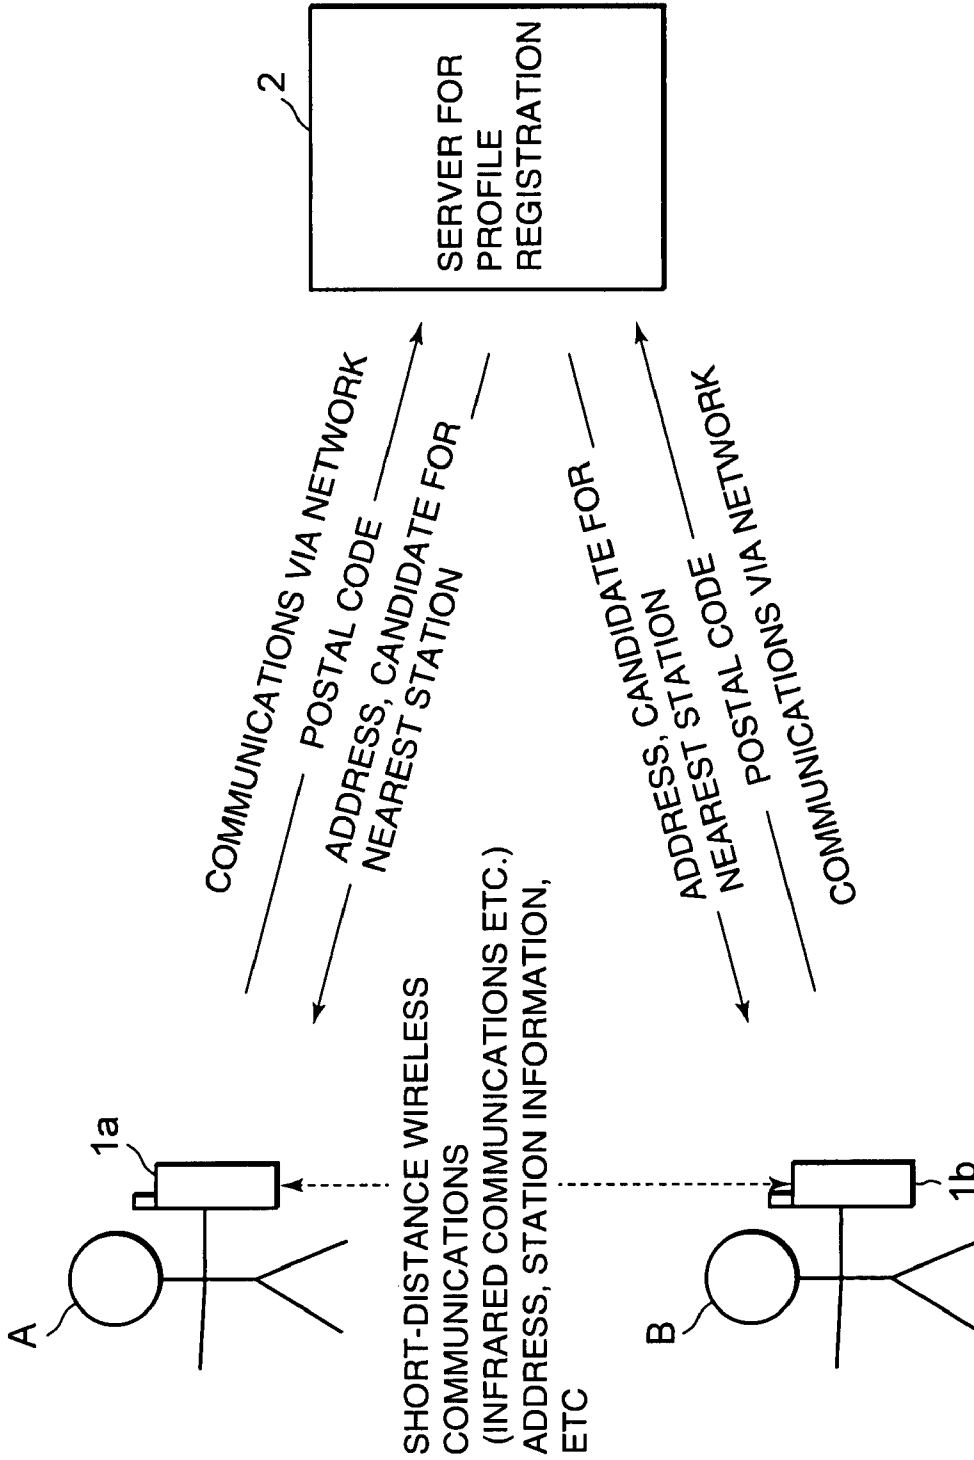 A
1a
COMMUNICATIONS VIA NETWORK
POSTAL CODE
ADDRESS, CANDIDATE FOR
NEAREST STATION
2
SERVER FOR
PROFILE
REGISTRATION
SHORT-DISTANCE WIRELESS
COMMUNICATIONS
(INFRARED COMMUNICATIONS ETC.)
ADDRESS, STATION INFORMATION,
ETC
ADDRESS, CANDIDATE FOR
NEAREST STATION
POSTAL CODE
COMMUNICATIONS VIA NETWORK
B
1b